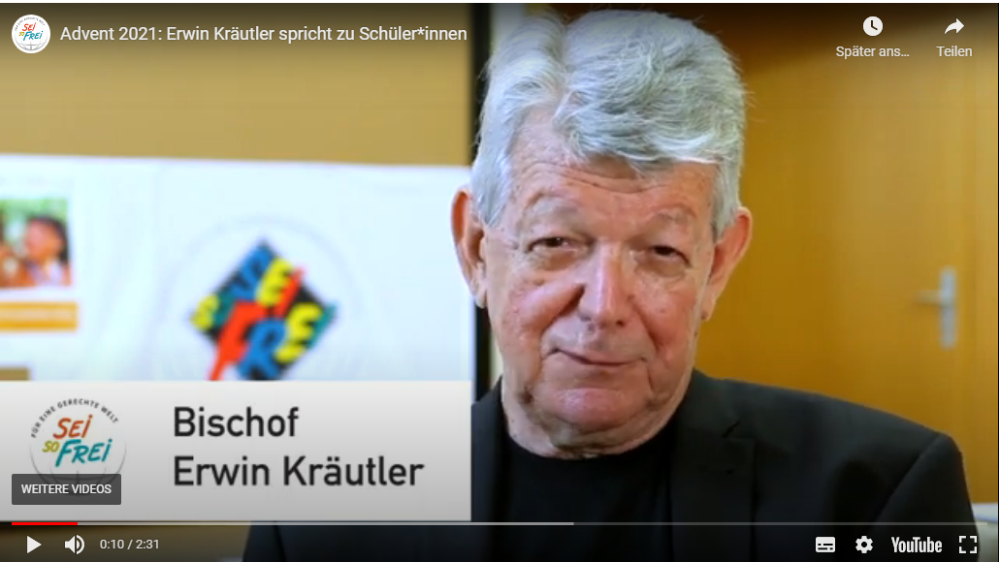 SEI
SO
FREI
Advent 2021: Erwin Kräutler spricht zu Schüler*innen
Später ans...
Teilen
FÜR EINE GERECHTE WELT
SEI
SO
FREI
Bischof
Erwin Kräutler
WEITERE VIDEOS
0:10 / 2:31
YouTube